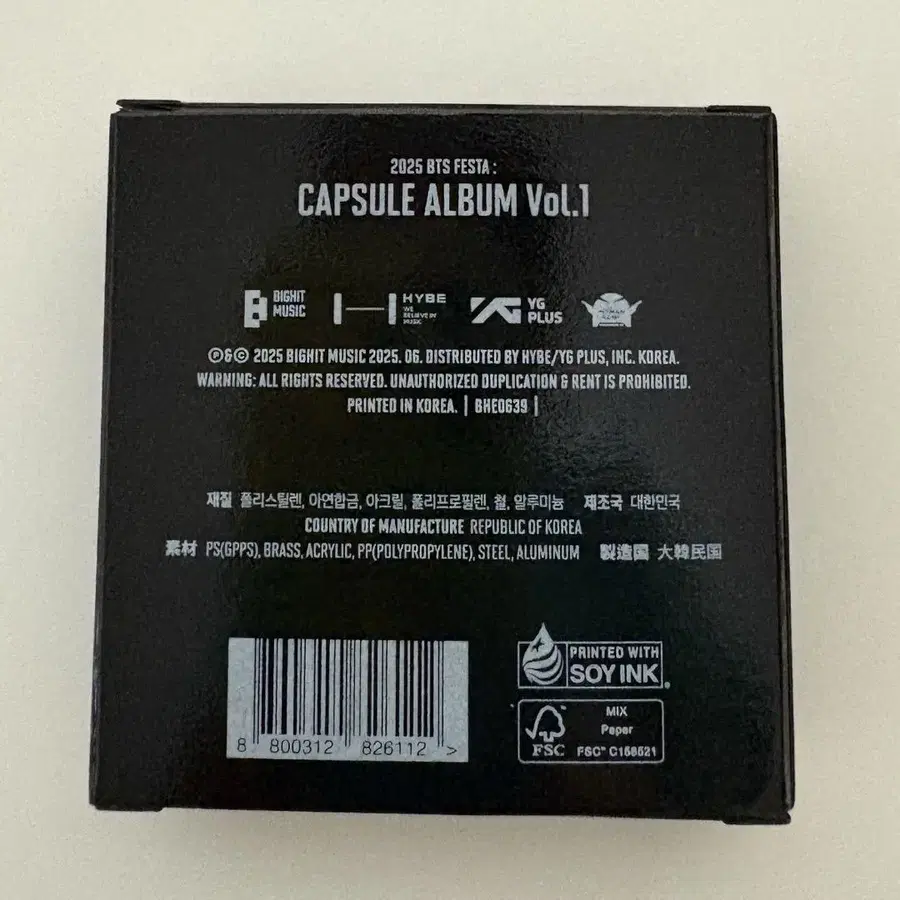 2025 BTS FESTA :
CAPSULE ALBUM Vol.1
BIGHIT MUSIC
HYBE
WE BELIEVE IN MUSIC
YG PLUS
Ⓟ&© 2025 BIGHIT MUSIC 2025. 06. DISTRIBUTED BY HYBE/YG PLUS, INC. KOREA.
WARNING: ALL RIGHTS RESERVED. UNAUTHORIZED DUPLICATION & RENT IS PROHIBITED.
PRINTED IN KOREA. | BHE0639 |
재질 폴리스틸렌, 아연합금, 아크릴, 폴리프로필렌, 철, 알루미늄 제조국 대한민국
COUNTRY OF MANUFACTURE REPUBLIC OF KOREA
素材 PS(GPPS), BRASS, ACRYLIC, PP(POLYPROPYLENE), STEEL, ALUMINUM 製造国 大韓民国
8 800312 826112 >
PRINTED WITH
SOY INK
FSC
MIX
Paper
FSC™ C158521